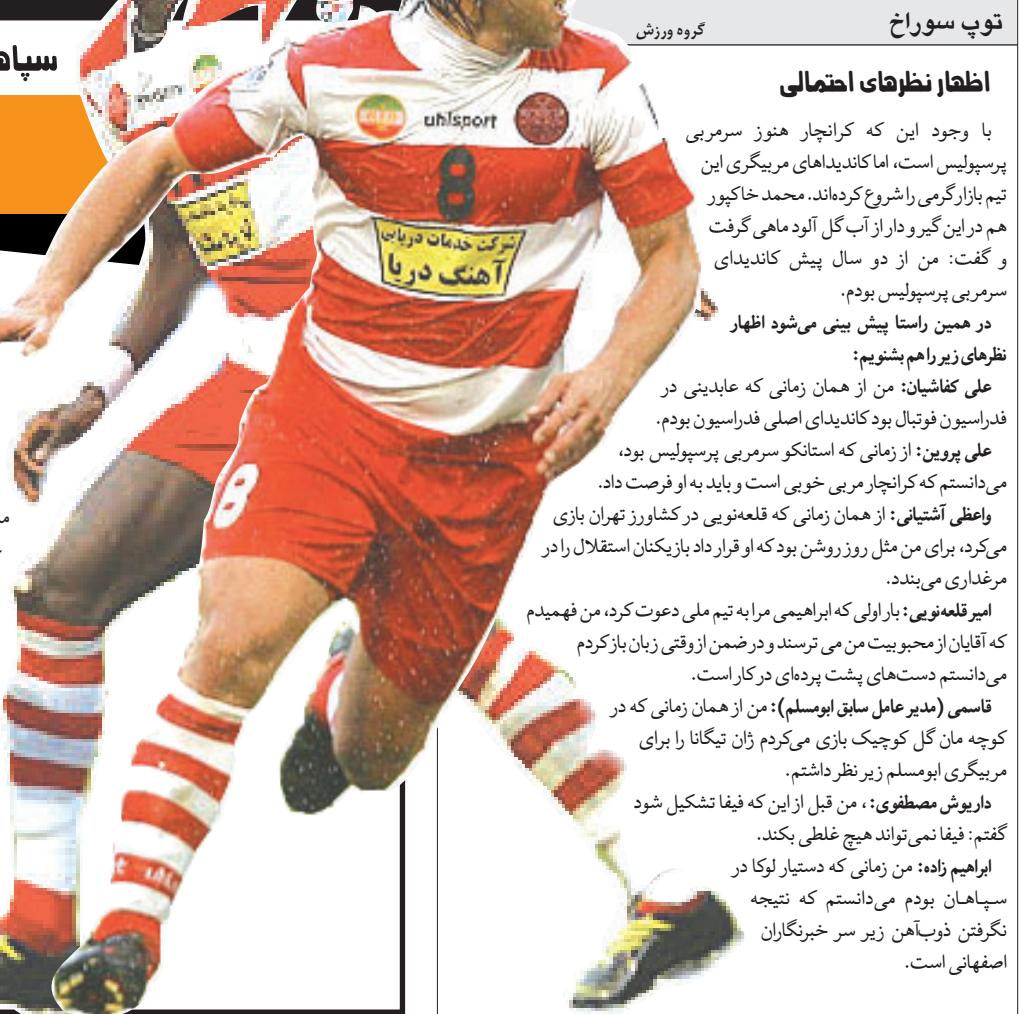 توپ سوراخ
گروه ورزش
اظهار نظرهای احتمالی
با وجود این که کرانچار هنوز سرمربی
پرسپولیس است، اما کاندیداهای مربیگری این
تیم بازارگرمی را شروع کرده‌اند. محمد خاکپور
هم در این گیر و دار از آب گل آلود ماهی گرفت
و گفت: من از دو سال پیش کاندیدای
سرمربی پرسپولیس بودم.
در همین راستا پیش بینی می‌شود اظهار
نظرهای زیر را هم بشنویم:
علی کفاشیان: من از همان زمانی که عابدینی در
فدراسیون فوتبال بود کاندیدای اصلی فدراسیون بودم.
علی پروین: از زمانی که استانکو سرمربی پرسپولیس بود،
می‌دانستم که کرانچار مربی خوبی است و باید به او فرصت داد.
واعظی آشتیانی: از همان زمانی که قلعه‌نویی در کشاورز تهران بازی
می‌کرد، برای من مثل روز روشن بود که او قرار داد بازیکنان استقلال را در
مرغداری می‌بندد.
امیر قلعه‌نویی: بار اولی که ابراهیمی مرا به تیم ملی دعوت کرد، من فهمیدم
که آقایان از محبوبیت من می ترسند و در ضمن از وقتی زبان باز کردم
می‌دانستم دست‌های پشت پرده‌ای در کار است.
قاسمی (مدیر عامل سابق ابومسلم): من از همان زمانی که در
کوچه مان گل کوچیک بازی می‌کردم ژان تیگانا را برای
مربیگری ابومسلم زیر نظر داشتم.
داریوش مصطفوی: ، من قبل از این که فیفا تشکیل شود
گفتم: فیفا نمی‌تواند هیچ غلطی بکند.
ابراهیم زاده: من زمانی که دستیار لوکا در
سپاهان بودم می‌دانستم که نتیجه
نگرفتن ذوب‌آهن زیر سر خبرنگاران
اصفهانی است.
uhlsport
8
شرکت خدمات دریایی
آهنگ دریا
8